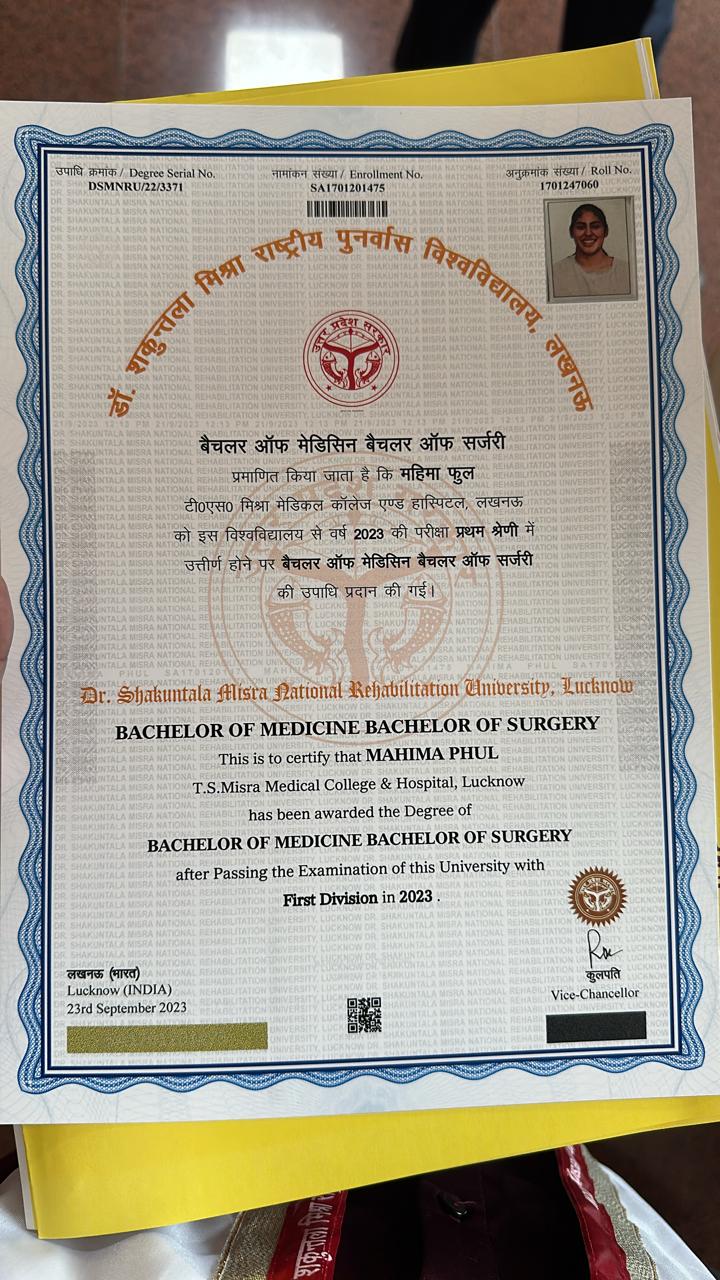 उपाधि क्रमांक / Degree Serial No.
DSMNRU/22/3371
नामांकन संख्या / Enrollment No.
SA1701201475
अनुक्रमांक संख्या / Roll No.
1701247060
डॉ. शकुन्तला मिश्रा राष्ट्रीय पुनर्वास विश्वविद्यालय, लखनऊ
उत्तर प्रदेश सरकार
बैचलर ऑफ मेडिसिन बैचलर ऑफ सर्जरी
प्रमाणित किया जाता है कि महिमा फुल
टी0एस0 मिश्रा मेडिकल कॉलेज एण्ड हास्पिटल, लखनऊ
को इस विश्वविद्यालय से वर्ष 2023 की परीक्षा प्रथम श्रेणी में
उत्तीर्ण होने पर बैचलर ऑफ मेडिसिन बैचलर ऑफ सर्जरी
की उपाधि प्रदान की गई।
Dr. Shakuntala Misra National Rehabilitation University, Lucknow
BACHELOR OF MEDICINE BACHELOR OF SURGERY
This is to certify that MAHIMA PHUL
T.S.Misra Medical College & Hospital, Lucknow
has been awarded the Degree of
BACHELOR OF MEDICINE BACHELOR OF SURGERY
after Passing the Examination of this University with
First Division in 2023 .
लखनऊ (भारत)
Lucknow (INDIA)
23rd September 2023
कुलपति
Vice-Chancellor
शकुन्तला मिश्रा